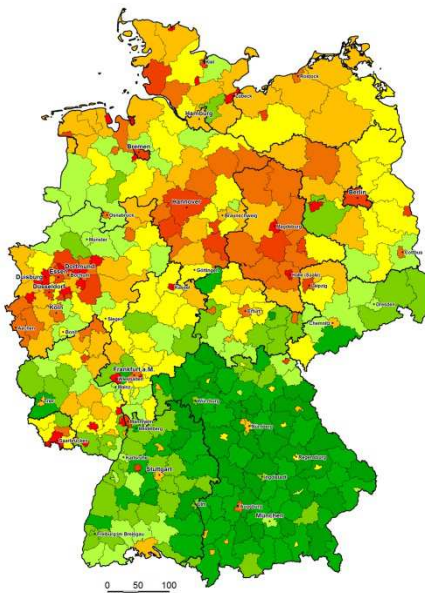 Kiel
Rostock
Lübeck
Hamburg
Bremen
Berlin
Hannover
Osnabrück
Braunschweig
Magdeburg
Münster
Cottbus
Göttingen
Halle (Saale)
Leipzig
Dortmund
Duisburg
Essen
Bochum
Düsseldorf
Kassel
Dresden
Köln
Erfurt
Chemnitz
Aachen
Bonn
Siegen
Frankfurt a.M.
Wiesbaden
Mainz
Trier
Würzburg
Mannheim
Heidelberg
Nürnberg
Saarbrücken
Karlsruhe
Regensburg
Stuttgart
Ingolstadt
Ulm
Augsburg
München
Freiburg im Breisgau
0 50 100